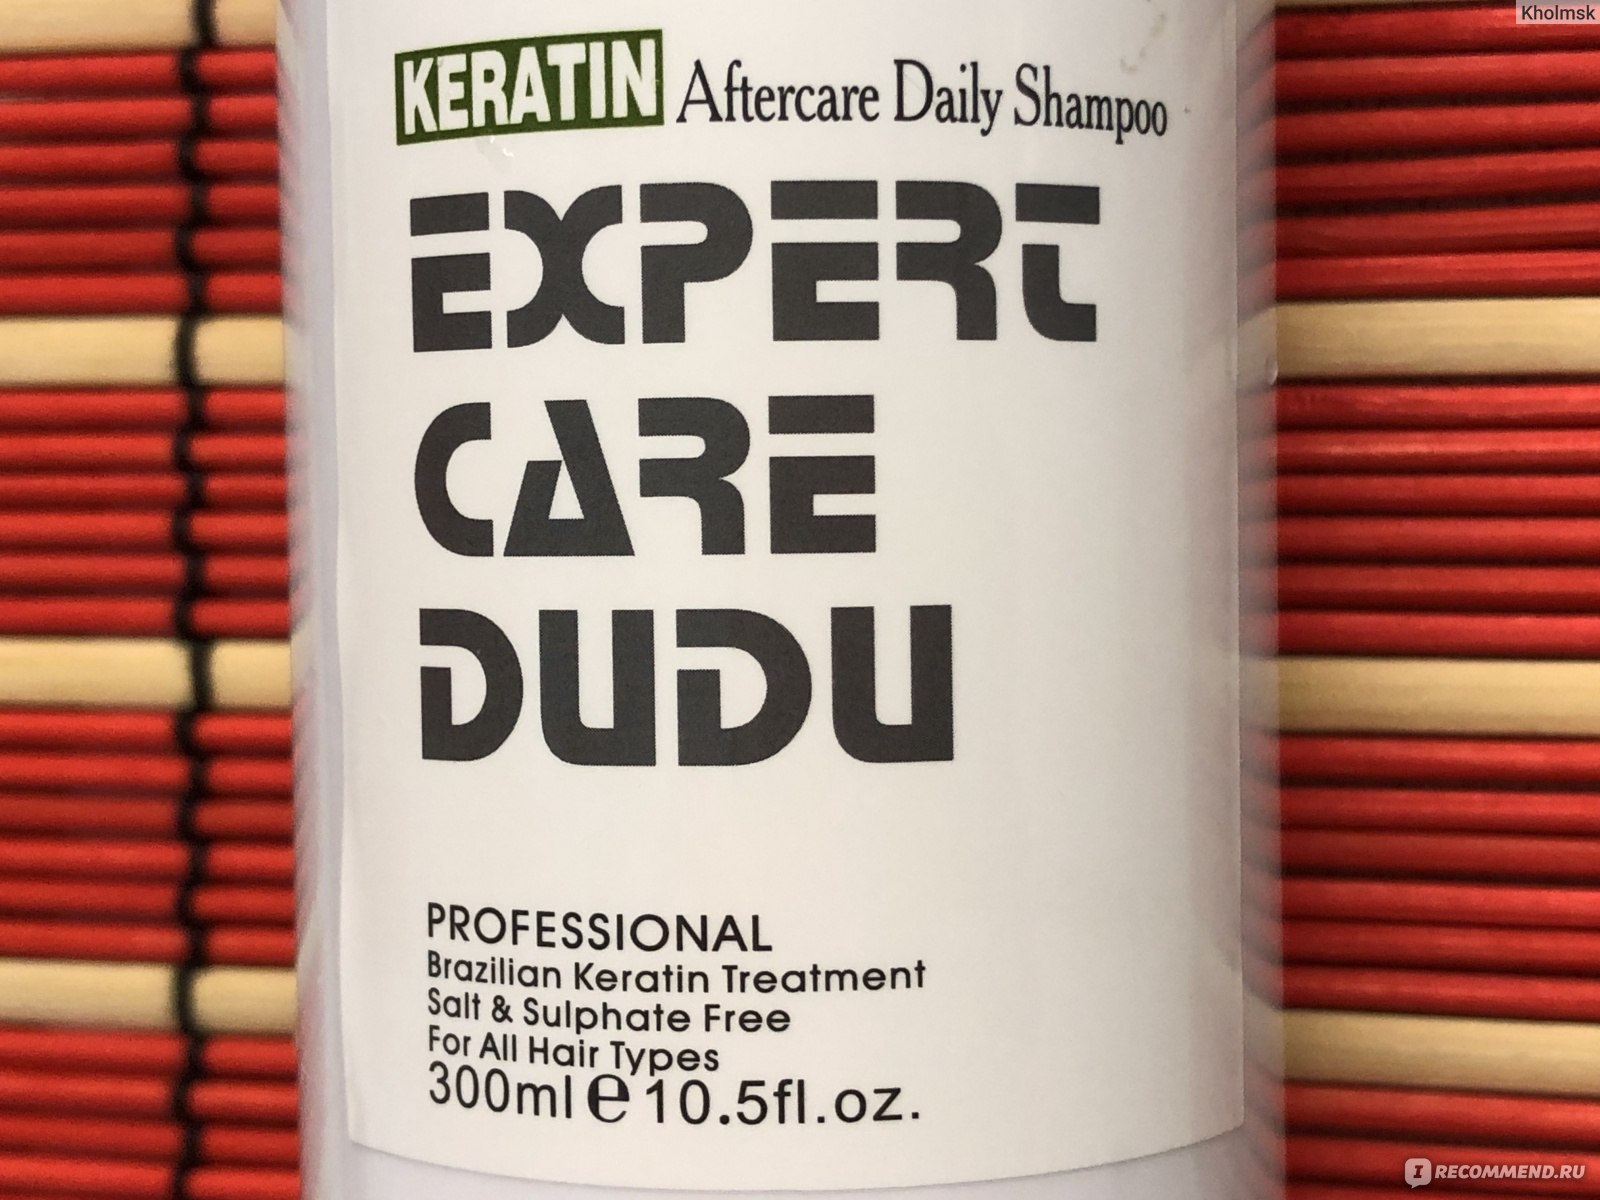 Kholmsk
KERATIN Aftercare Daily Shampoo
EXPERT
CARE
DUDU
PROFESSIONAL
Brazilian Keratin Treatment
Salt & Sulphate Free
For All Hair Types
300ml e 10.5fl.oz.
IRECOMMEND.RU